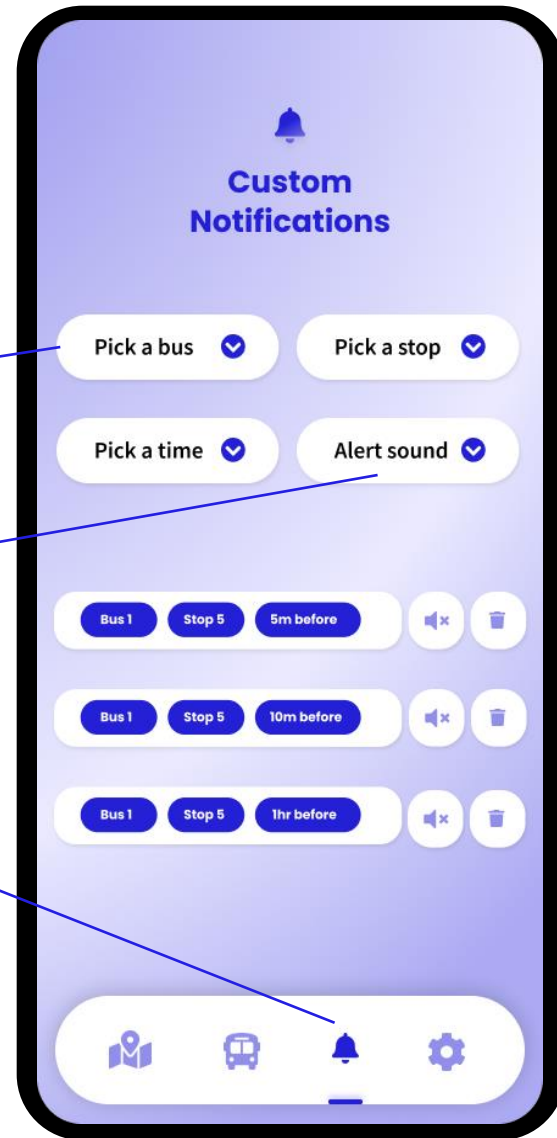 Custom
Notifications
Pick a bus
Pick a stop
Pick a time
Alert sound
Bus 1 Stop 5 5m before
Bus 1 Stop 5 10m before
Bus 1 Stop 5 1hr before